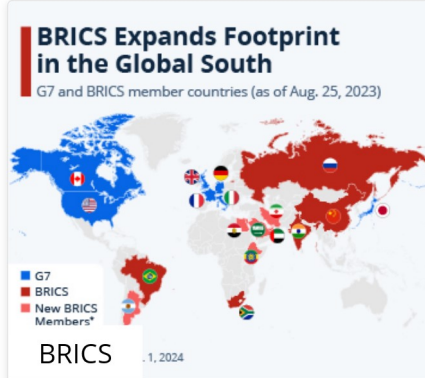 BRICS Expands Footprint
in the Global South
G7 and BRICS member countries (as of Aug. 25, 2023)
G7
BRICS
New BRICS
Members*
. 1, 2024
BRICS